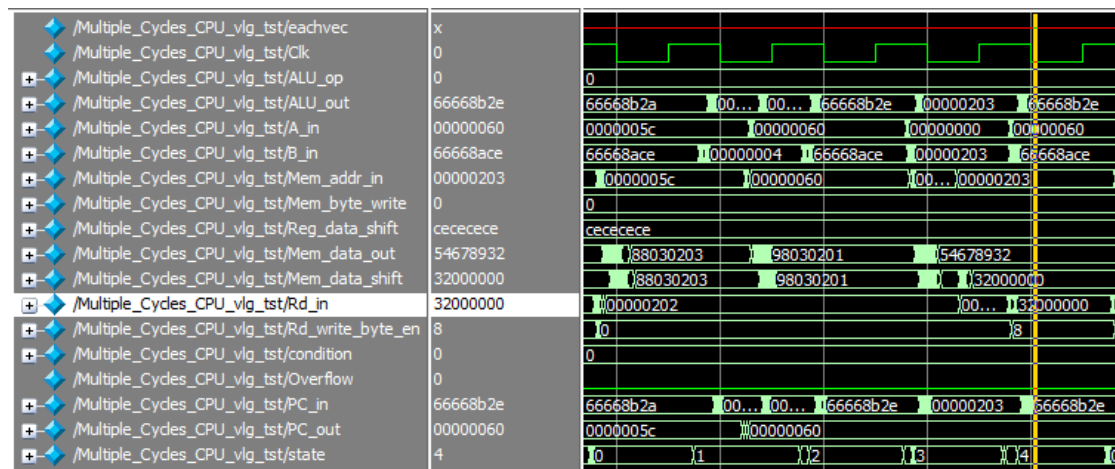 /Multiple_Cycles_CPU_vlg_tst/eachvec x
/Multiple_Cycles_CPU_vlg_tst/Clk 0
/Multiple_Cycles_CPU_vlg_tst/ALU_op 0 0
/Multiple_Cycles_CPU_vlg_tst/ALU_out 66668b2e 66668b2a 00... 00... 66668b2e 00000203 66668b2e
/Multiple_Cycles_CPU_vlg_tst/A_in 00000060 0000005c 00000060 00000000 00000060
/Multiple_Cycles_CPU_vlg_tst/B_in 66668ace 66668ace 00000004 66668ace 00000203 66668ace
/Multiple_Cycles_CPU_vlg_tst/Mem_addr_in 00000203 0000005c 00000060 00... 00000203
/Multiple_Cycles_CPU_vlg_tst/Mem_byte_write 0 0
/Multiple_Cycles_CPU_vlg_tst/Reg_data_shift cececece cececece
/Multiple_Cycles_CPU_vlg_tst/Mem_data_out 54678932 88030203 98030201 54678932
/Multiple_Cycles_CPU_vlg_tst/Mem_data_shift 32000000 88030203 98030201 32000000
/Multiple_Cycles_CPU_vlg_tst/Rd_in 32000000 00000202 00... 32000000
/Multiple_Cycles_CPU_vlg_tst/Rd_write_byte_en 8 0 8
/Multiple_Cycles_CPU_vlg_tst/condition 0 0
/Multiple_Cycles_CPU_vlg_tst/Overflow 0
/Multiple_Cycles_CPU_vlg_tst/PC_in 66668b2e 66668b2a 00... 00... 66668b2e 00000203 66668b2e
/Multiple_Cycles_CPU_vlg_tst/PC_out 00000060 0000005c 00000060
/Multiple_Cycles_CPU_vlg_tst/state 4 0 1 2 3 4